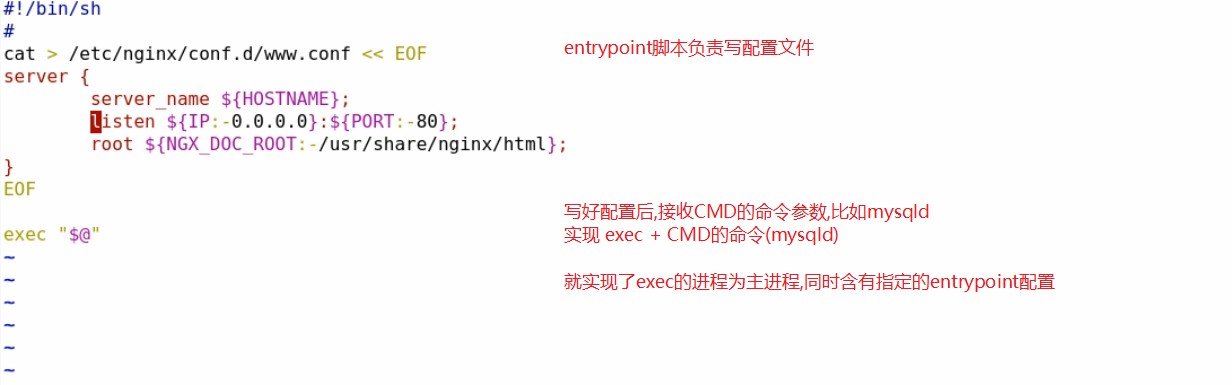 #!/bin/sh
#
cat > /etc/nginx/conf.d/www.conf << EOF
entrypoint脚本负责写配置文件
server {
server_name ${HOSTNAME};
listen ${IP:-0.0.0.0}:${PORT:-80};
root ${NGX_DOC_ROOT:-/usr/share/nginx/html};
}
EOF
写好配置后,接收CMD的命令参数,比如mysqld
exec "$@"
实现 exec + CMD的命令(mysqld)
~
~
就实现了exec的进程为主进程,同时含有指定的entrypoint配置
~
~
~
~